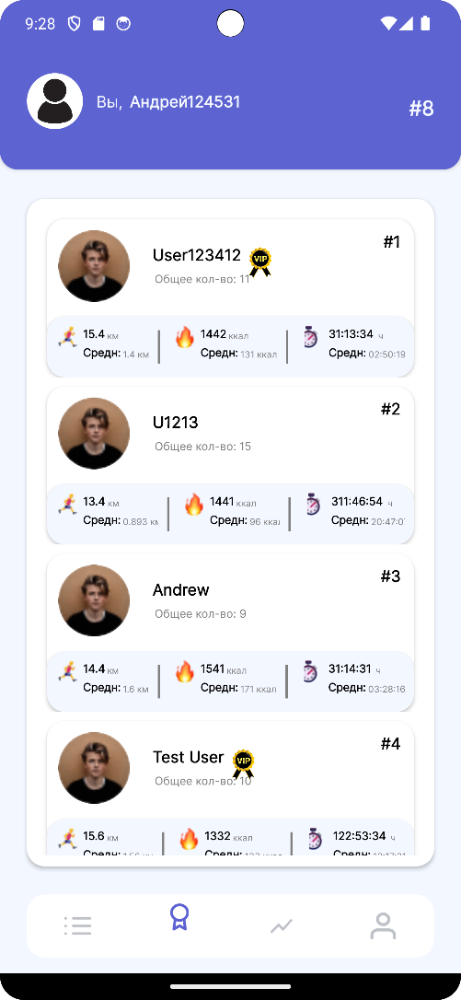 9:28
Вы, Андрей124531
#8
#1
User123412 VIP
Общее кол-во: 11
15.4 км 1442 ккал 31:13:34 ч
Средн: 1.4 км Средн: 131 ккал Средн: 02:50:19
#2
U1213
Общее кол-во: 15
13.4 км 1441 ккал 311:46:54 ч
Средн: 0.893 км Средн: 96 ккал Средн: 20:47:0
#3
Andrew
Общее кол-во: 9
14.4 км 1541 ккал 31:14:31 ч
Средн: 1.6 км Средн: 171 ккал Средн: 03:28:16
#4
Test User VIP
Общее кол-во: 10
15.6 км 1332 ккал 122:53:34 ч
Средн: Средн: Средн: